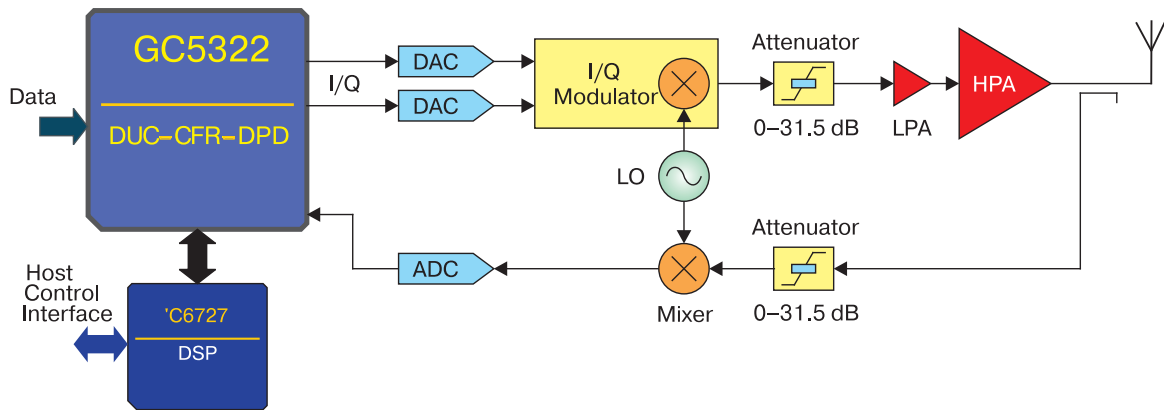 GC5322
DUC–CFR–DPD
Data
I/Q
DAC
DAC
I/Q
Modulator
Attenuator
0–31.5 dB
LPA
HPA
LO
Attenuator
0–31.5 dB
Mixer
ADC
Host
Control
Interface
'C6727
DSP